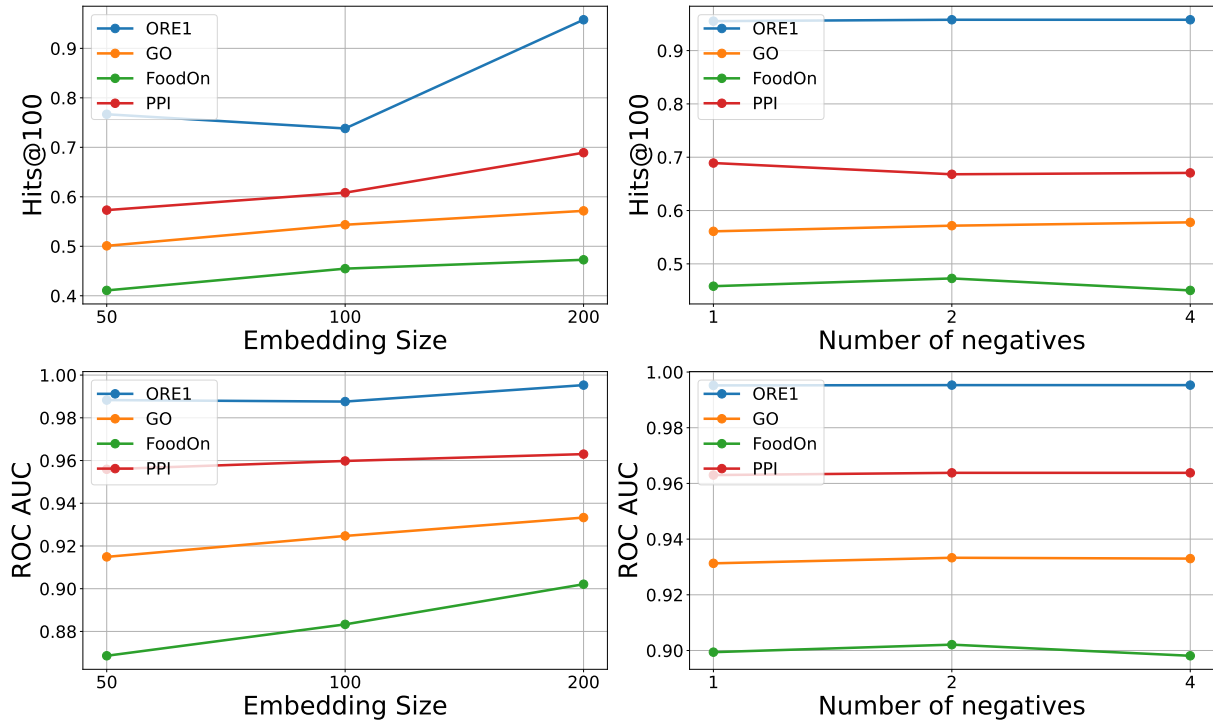 Hits@100
0.9
0.8
0.7
0.6
0.5
0.4
ORE1
GO
FoodOn
PPI
50
100
200
Embedding Size
Hits@100
0.9
0.8
0.7
0.6
0.5
ORE1
GO
FoodOn
PPI
1
2
4
Number of negatives
ROC AUC
1.00
0.98
0.96
0.94
0.92
0.90
0.88
ORE1
GO
FoodOn
PPI
50
100
200
Embedding Size
ROC AUC
1.00
0.98
0.96
0.94
0.92
0.90
ORE1
GO
FoodOn
PPI
1
2
4
Number of negatives